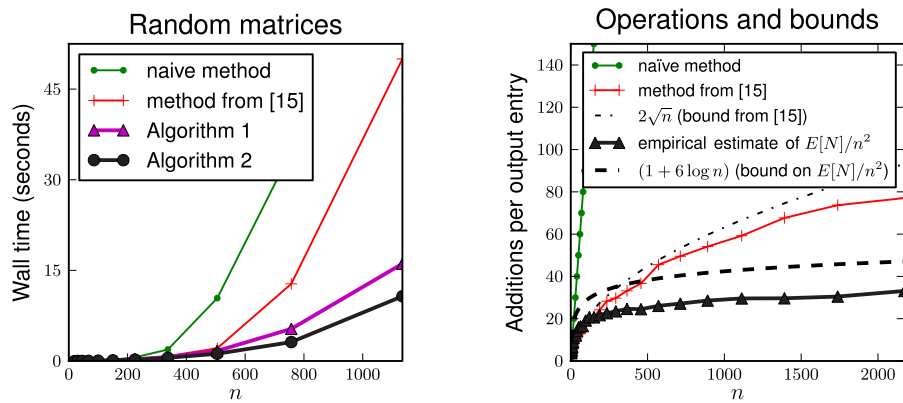 Random matrices
Wall time (seconds)
45
30
15
0
naive method
method from [15]
Algorithm 1
Algorithm 2
0 200 400 600 800 1000
n
Operations and bounds
Additions per output entry
140
120
100
80
60
40
20
0
naïve method
method from [15]
2√n (bound from [15])
empirical estimate of E[N]/n²
(1 + 6 log n) (bound on E[N]/n²)
0 500 1000 1500 2000
n